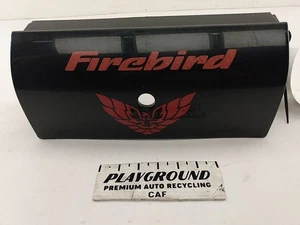 Firebird
PLAYGROUND
PREMIUM AUTO RECYCLING
CAF